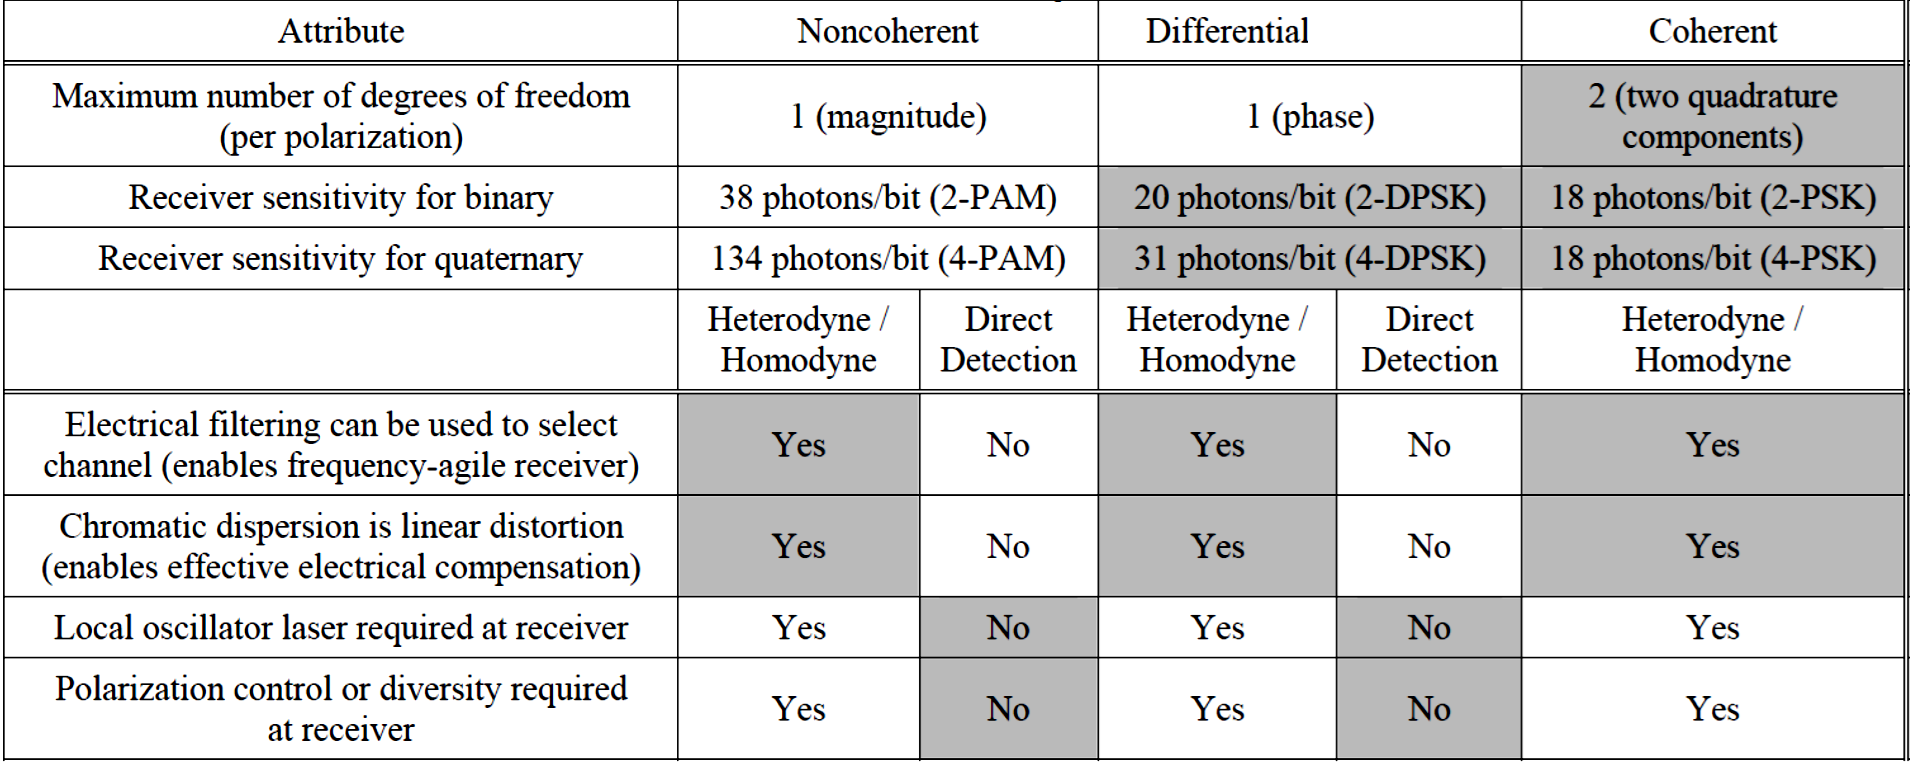 Attribute
Noncoherent
Differential
Coherent
Maximum number of degrees of freedom
(per polarization)
1 (magnitude)
1 (phase)
2 (two quadrature
components)
Receiver sensitivity for binary
38 photons/bit (2-PAM)
20 photons/bit (2-DPSK)
18 photons/bit (2-PSK)
Receiver sensitivity for quaternary
134 photons/bit (4-PAM)
31 photons/bit (4-DPSK)
18 photons/bit (4-PSK)
Heterodyne /
Homodyne
Direct
Detection
Heterodyne /
Homodyne
Direct
Detection
Heterodyne /
Homodyne
Electrical filtering can be used to select
channel (enables frequency-agile receiver)
Yes
No
Yes
No
Yes
Chromatic dispersion is linear distortion
(enables effective electrical compensation)
Yes
No
Yes
No
Yes
Local oscillator laser required at receiver
Yes
No
Yes
No
Yes
Polarization control or diversity required
at receiver
Yes
No
Yes
No
Yes